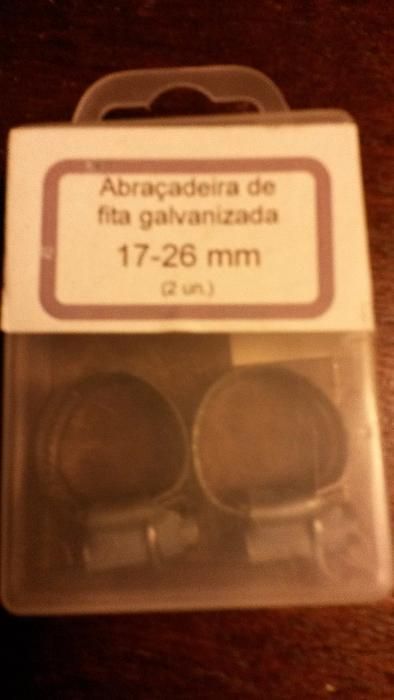 Abraçadeira de
fita galvanizada
17-26 mm
(2 un.)